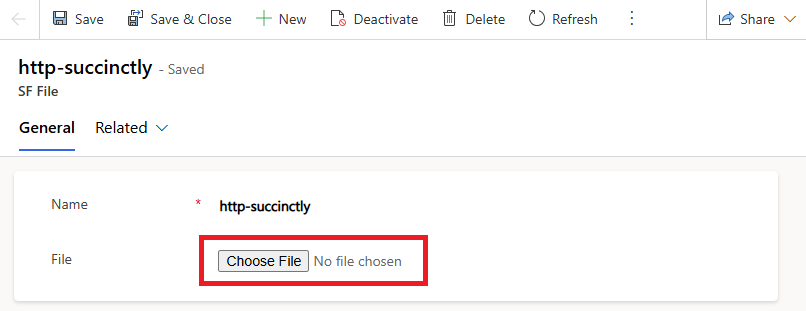 Save Save & Close New Deactivate Delete Refresh Share
http-succinctly - Saved
SF File
General Related
Name * http-succinctly
File Choose File No file chosen